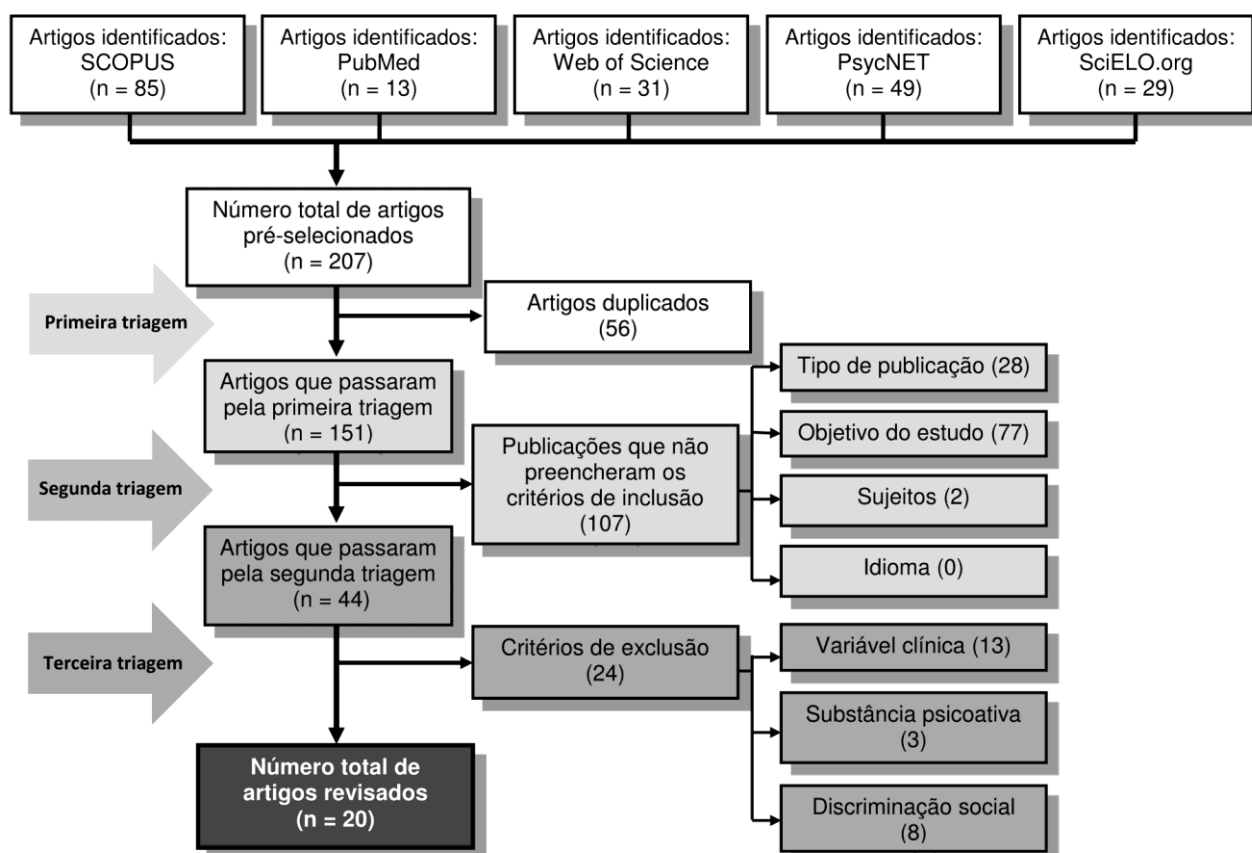 Artigos identificados:
SCOPUS
(n = 85)
Artigos identificados:
PubMed
(n = 13)
Artigos identificados:
Web of Science
(n = 31)
Artigos identificados:
PsycNET
(n = 49)
Artigos identificados:
SciELO.org
(n = 29)
Número total de artigos
pré-selecionados
(n = 207)
Primeira triagem
Artigos duplicados
(56)
Artigos que passaram
pela primeira triagem
(n = 151)
Segunda triagem
Publicações que não
preencheram os
critérios de inclusão
(107)
Tipo de publicação (28)
Objetivo do estudo (77)
Sujeitos (2)
Idioma (0)
Artigos que passaram
pela segunda triagem
(n = 44)
Terceira triagem
Critérios de exclusão
(24)
Variável clínica (13)
Substância psicoativa
(3)
Discriminação social
(8)
Número total de
artigos revisados
(n = 20)